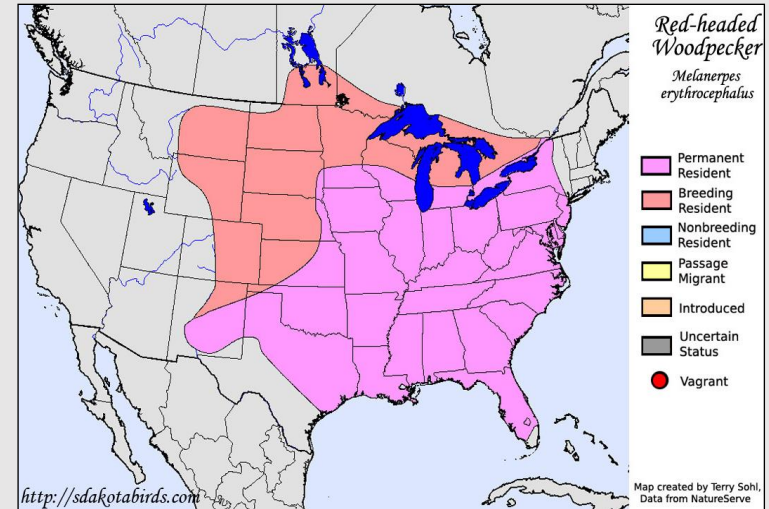 Red-headed
Woodpecker
Melanerpes
erythrocephalus
Permanent
Resident
Breeding
Resident
Nonbreeding
Resident
Passage
Migrant
Introduced
Uncertain
Status
Vagrant
Map created by Terry Sohl,
Data from NatureServe
http://sdakotabirds.com